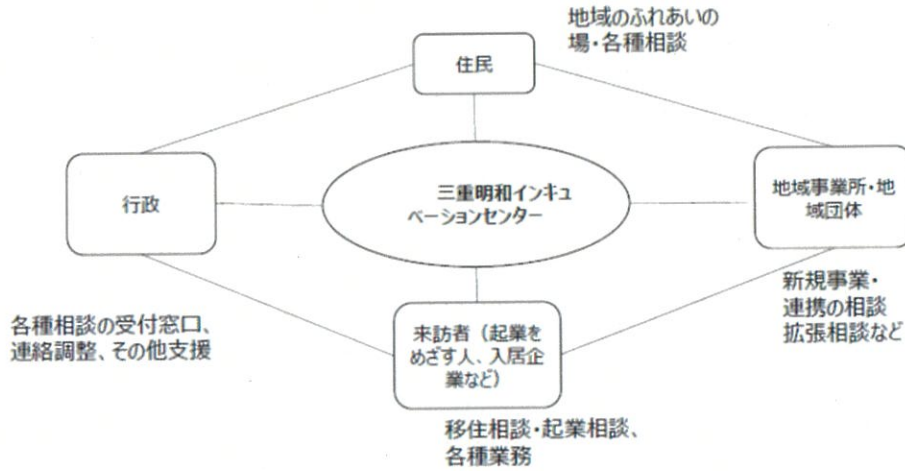 地域のふれあいの
場・各種相談
住民
行政
三重明和インキュ
ベーションセンター
地域事業所・地
域団体
各種相談の受付窓口、
連絡調整、その他支援
来訪者（起業を
めざす人、入居企
業など）
新規事業・
連携の相談
拡張相談など
移住相談・起業相談、
各種業務